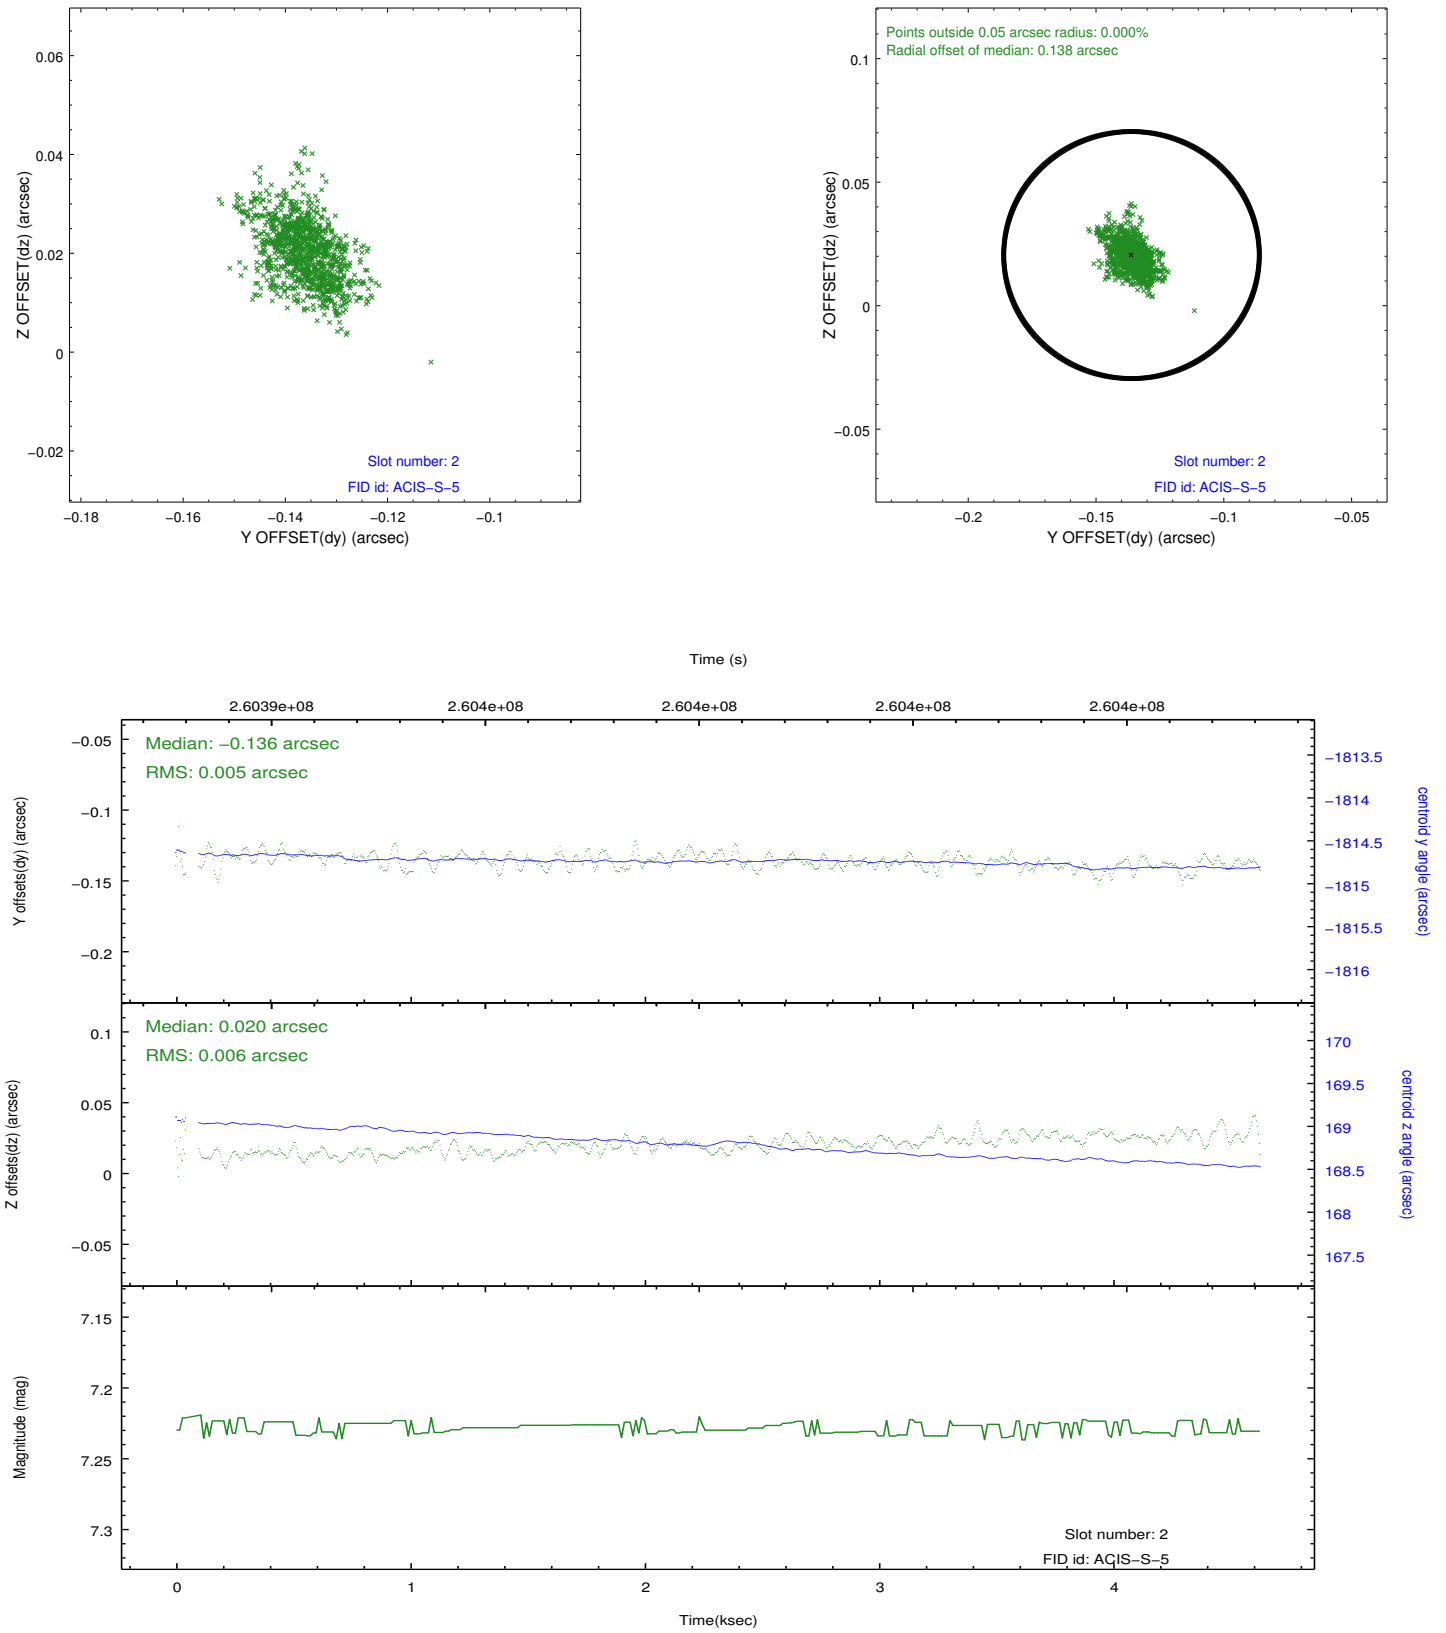 0.06
0.04
0.02
0
−0.02
Z OFFSET(dz) (arcsec)
Slot number: 2
FID id: ACIS−S−5
−0.18 −0.16 −0.14 −0.12 −0.1
Y OFFSET(dy) (arcsec)
Points outside 0.05 arcsec radius: 0.000%
Radial offset of median: 0.138 arcsec
0.1
0.05
0
−0.05
Z OFFSET(dz) (arcsec)
Slot number: 2
FID id: ACIS−S−5
−0.2 −0.15 −0.1 −0.05
Y OFFSET(dy) (arcsec)
Time (s)
2.6039e+08 2.604e+08 2.604e+08 2.604e+08 2.604e+08
Median: −0.136 arcsec
RMS: 0.005 arcsec
−0.05
−0.1
−0.15
−0.2
Y offsets(dy) (arcsec)
−1813.5
−1814
−1814.5
−1815
−1815.5
−1816
centroid y angle (arcsec)
Median: 0.020 arcsec
RMS: 0.006 arcsec
0.1
0.05
0
−0.05
Z offsets(dz) (arcsec)
170
169.5
169
168.5
168
167.5
centroid z angle (arcsec)
7.15
7.2
7.25
7.3
Magnitude (mag)
Slot number: 2
FID id: ACIS−S−5
0 1 2 3 4
Time(ksec)